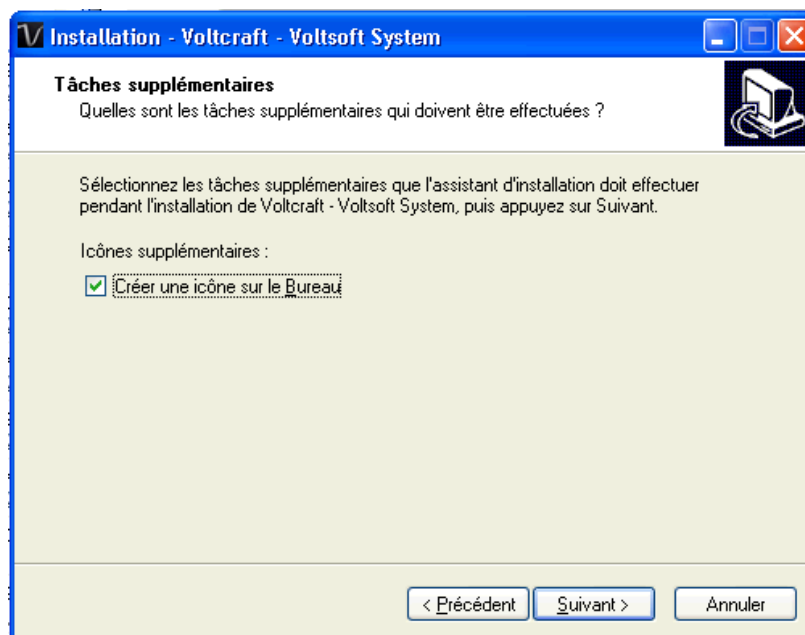 Installation - Voltcraft - Voltsoft System
Tâches supplémentaires
Quelles sont les tâches supplémentaires qui doivent être effectuées ?
Sélectionnez les tâches supplémentaires que l'assistant d'installation doit effectuer
pendant l'installation de Voltcraft - Voltsoft System, puis appuyez sur Suivant.
Icônes supplémentaires :
Créer une icône sur le Bureau
< Précédent
Suivant >
Annuler